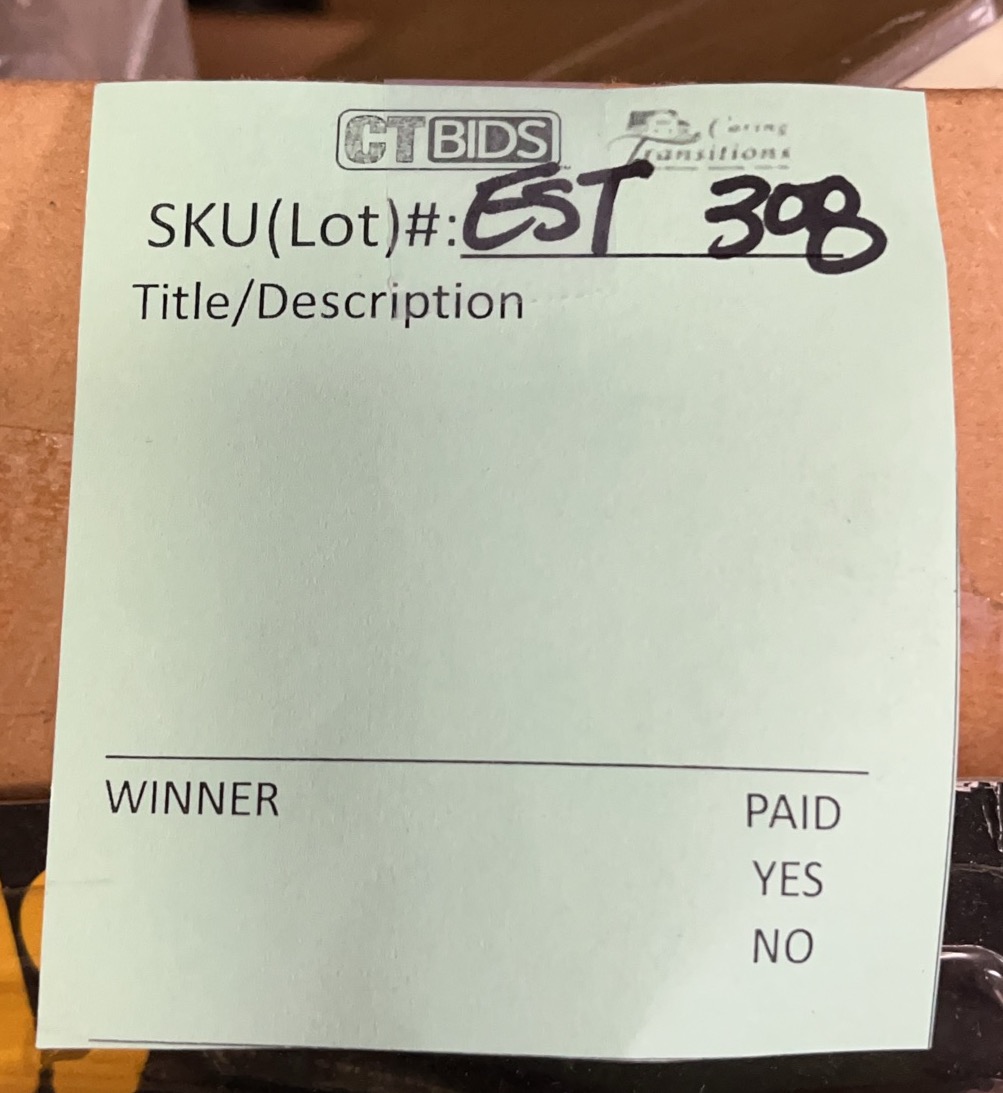 CTBIDS
Caring
Transitions
SKU(Lot)#: EST 308
Title/Description
WINNER
PAID
YES
NO